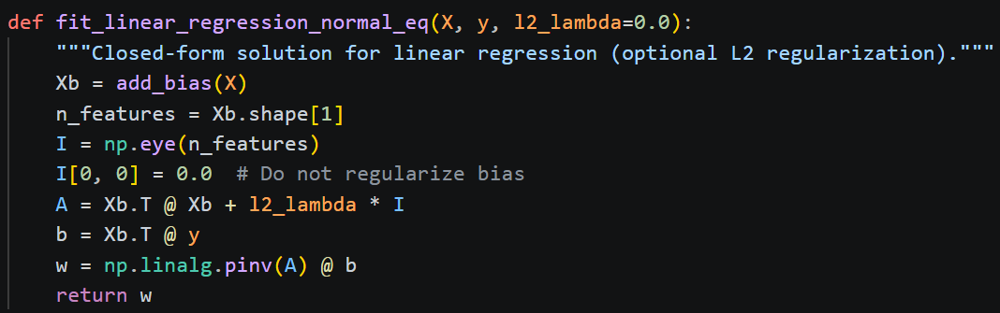 def fit_linear_regression_normal_eq(X, y, l2_lambda=0.0):
    """Closed-form solution for linear regression (optional L2 regularization)."""
    Xb = add_bias(X)
    n_features = Xb.shape[1]
    I = np.eye(n_features)
    I[0, 0] = 0.0  # Do not regularize bias
    A = Xb.T @ Xb + l2_lambda * I
    b = Xb.T @ y
    w = np.linalg.pinv(A) @ b
    return w